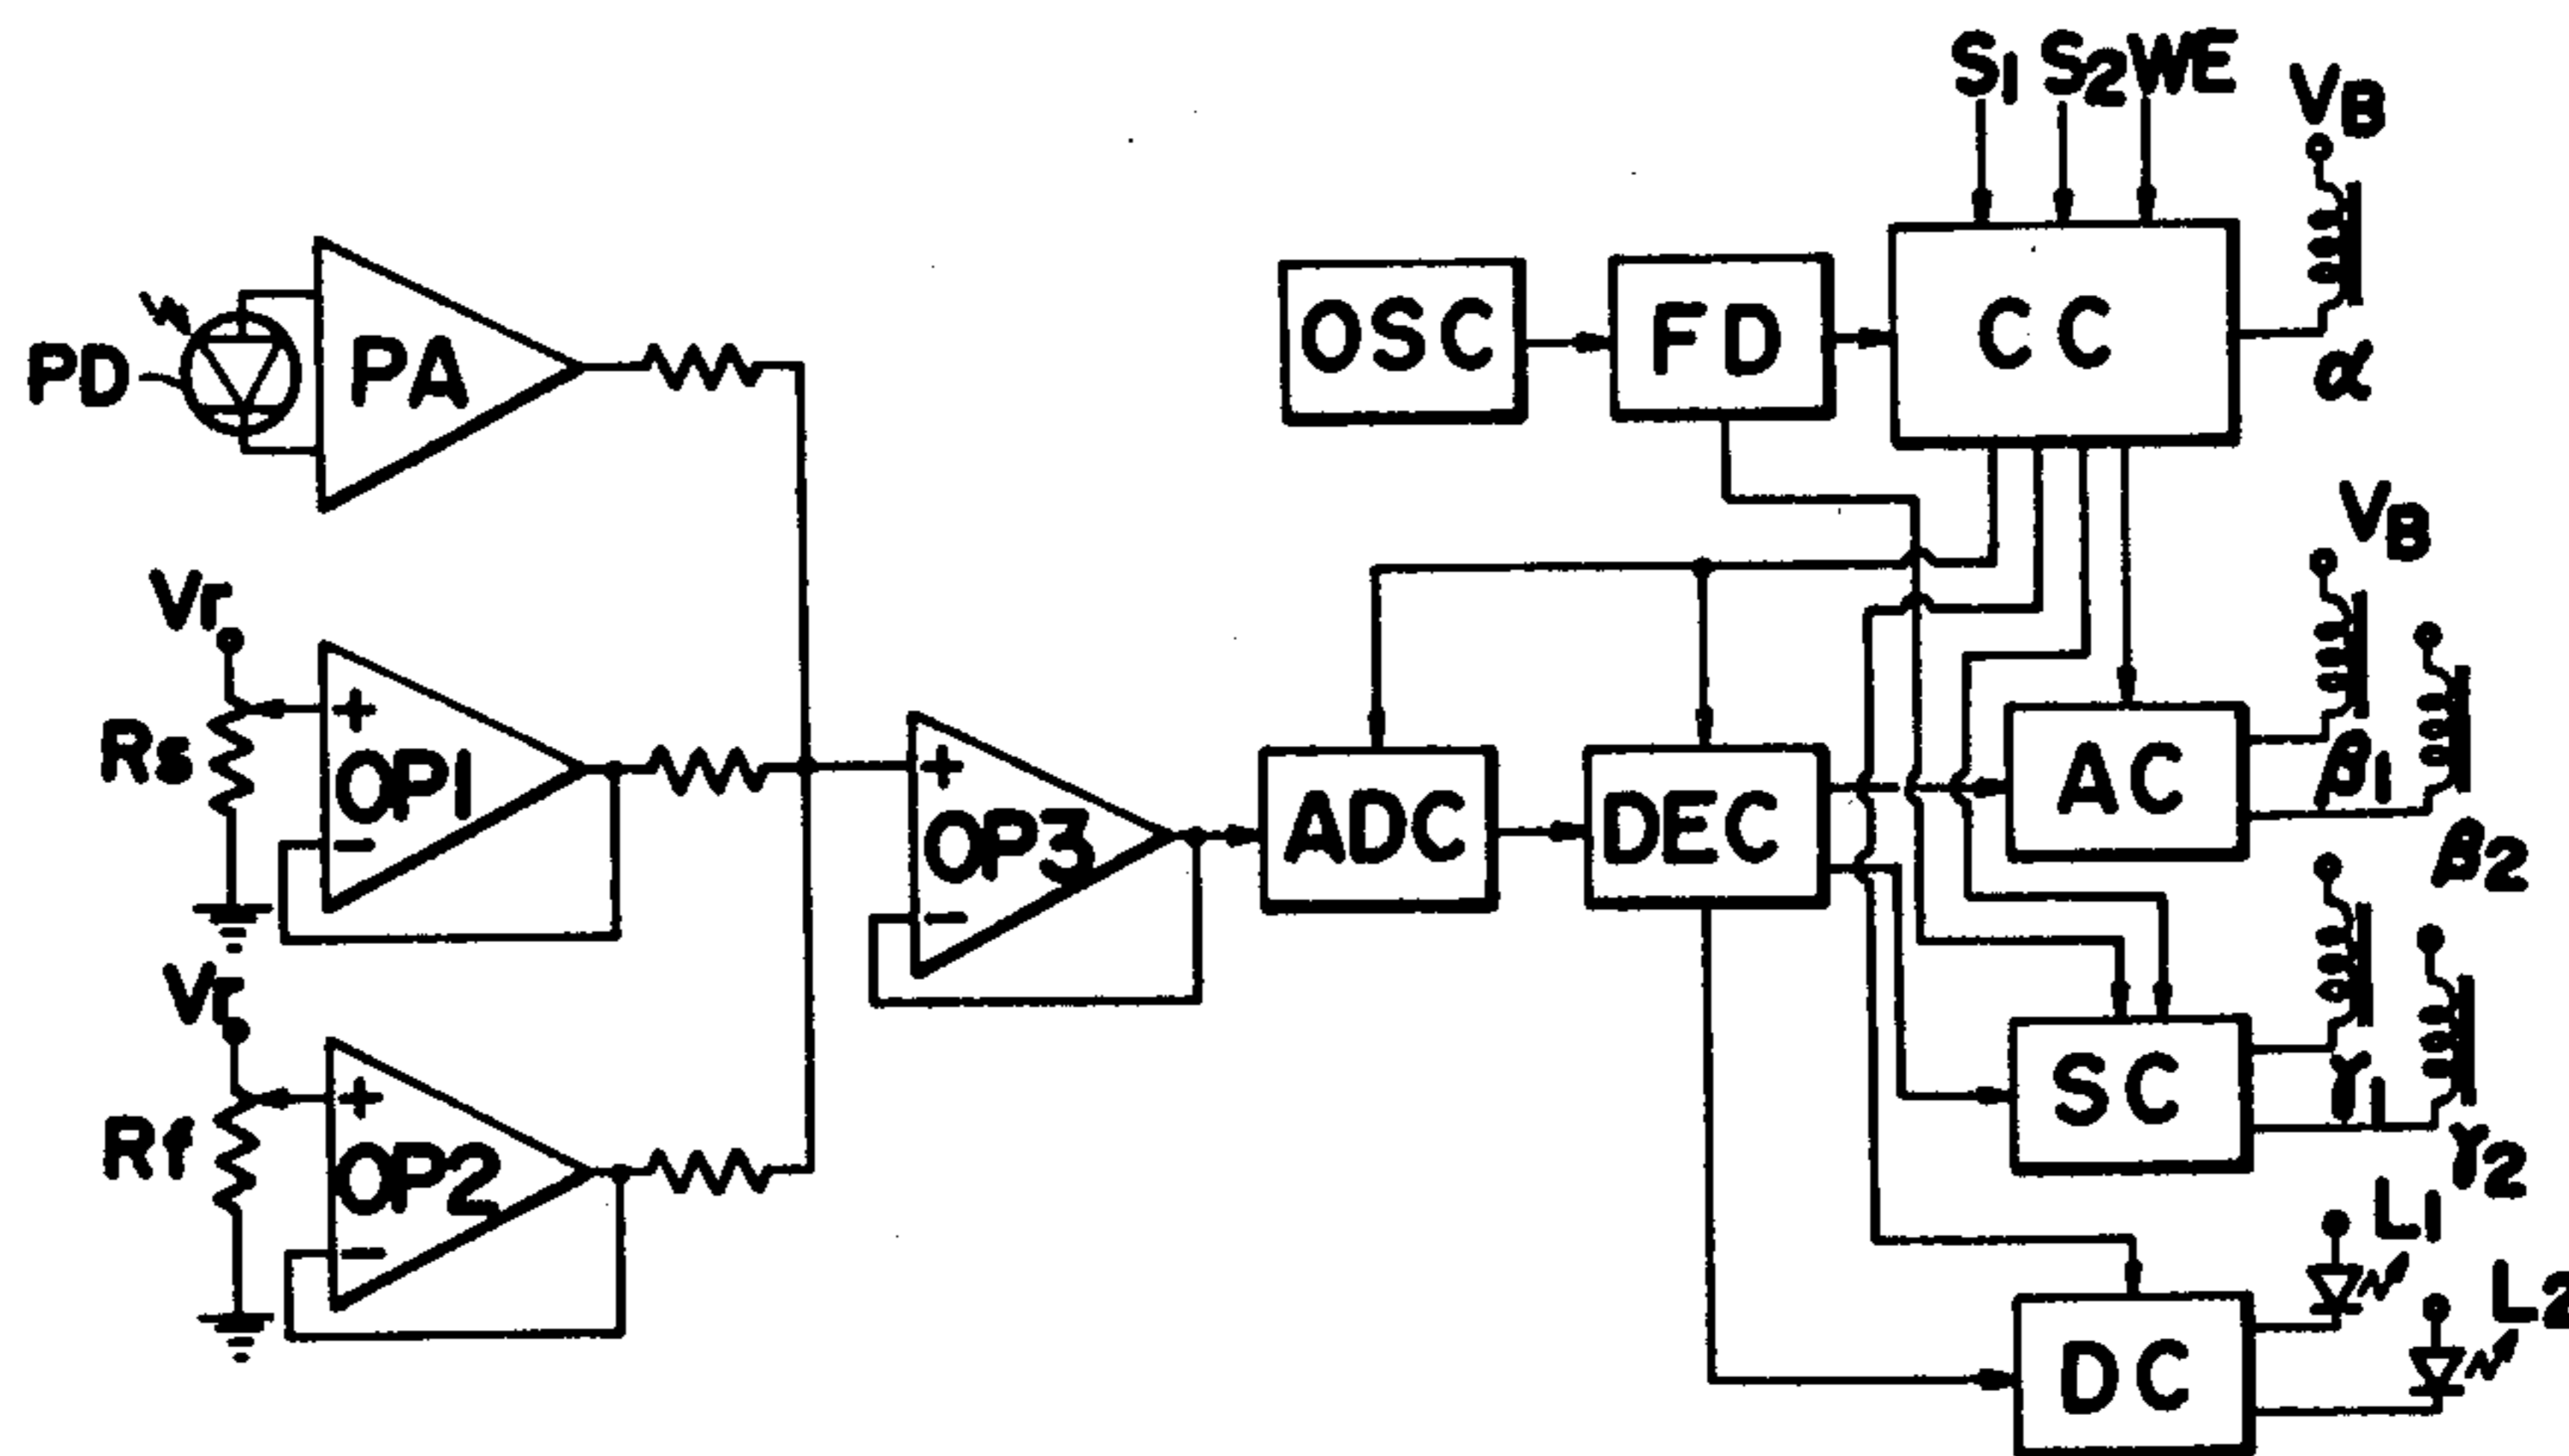 S1 S2 WE
VB
OSC
FD
CC
α
PD
PA
VB
Vr
+
Rs
OP1
−
+
OP3
−
ADC
DEC
AC
β1
β2
Vr
+
Rf
OP2
−
SC
γ1
γ2
L1
L2
DC